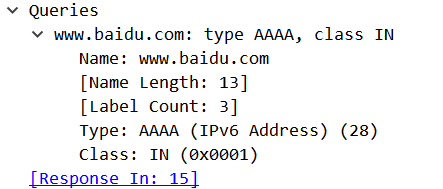 Queries
www.baidu.com: type AAAA, class IN
Name: www.baidu.com
[Name Length: 13]
[Label Count: 3]
Type: AAAA (IPv6 Address) (28)
Class: IN (0x0001)
[Response In: 15]